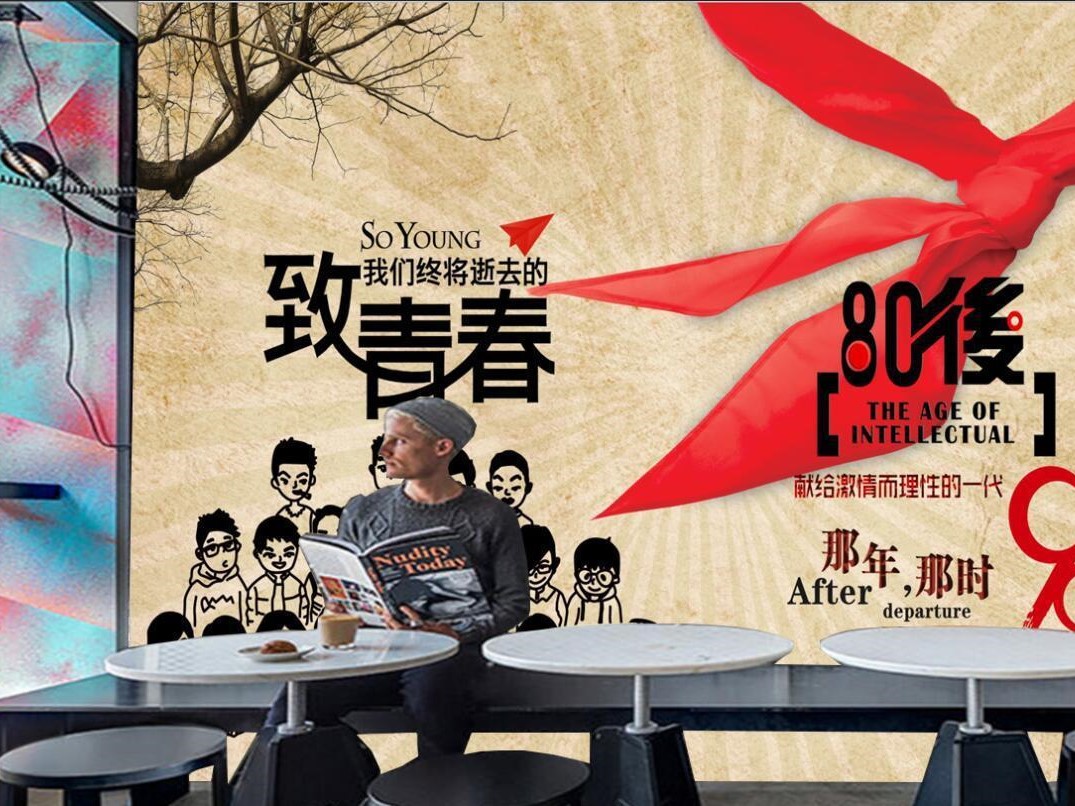 So Young
我们终将逝去的
致青春
80後
THE AGE OF
INTELLECTUAL
献给激情而理性的一代
那年,那时
After
departure
Nudity
Today